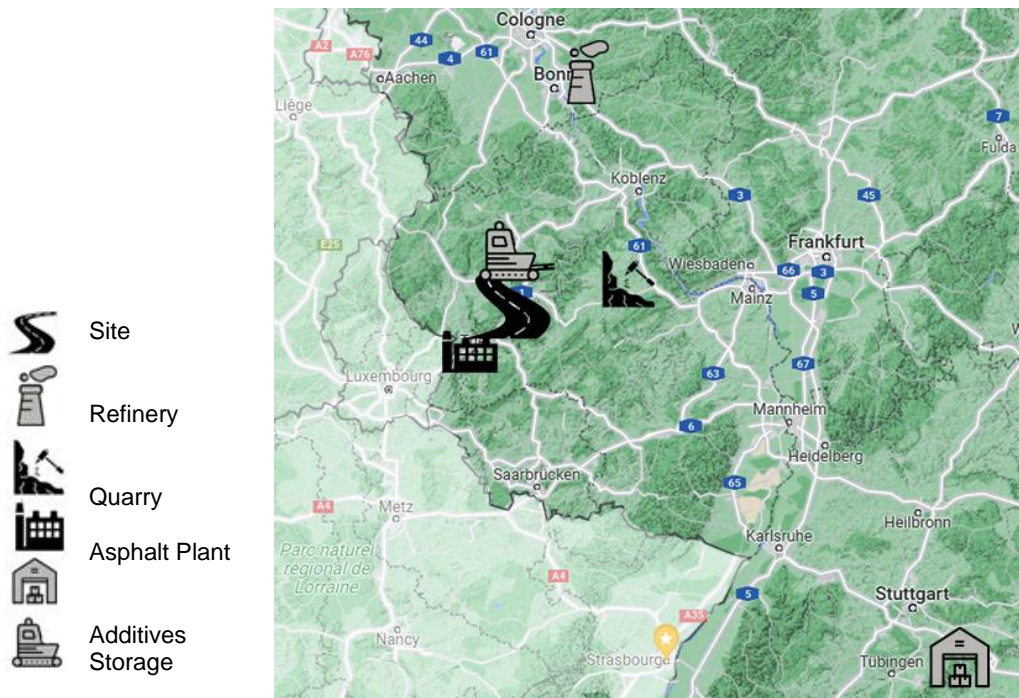 Site
Refinery
Quarry
Asphalt Plant
Additives
Storage
Cologne
A2
44
61
A76
4
Aachen
Bonn
Liège
7
Fulda
Koblenz
3
45
E25
61
Frankfurt
Wiesbaden
66
3
1
Mainz
5
67
Luxembourg
63
Mannheim
6
Heidelberg
Saarbrücken
65
A4
Metz
Heilbronn
Karlsruhe
Parc naturel
régional de
Lorraine
A4
5
Stuttgart
A35
Nancy
Strasbourg
Tübingen